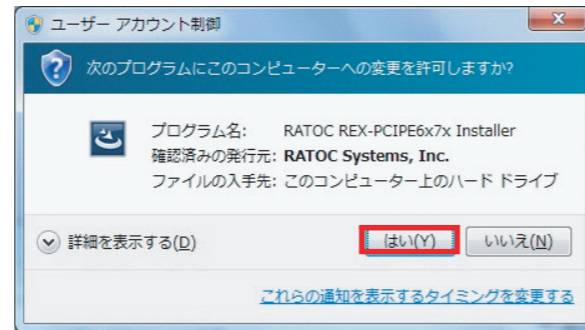 ユーザー アカウント制御
次のプログラムにこのコンピューターへの変更を許可しますか?
プログラム名: RATOC REX-PCIPE6x7x Installer
確認済みの発行元: RATOC Systems, Inc.
ファイルの入手先: このコンピューター上のハード ドライブ
詳細を表示する(D) はい(Y) いいえ(N)
これらの通知を表示するタイミングを変更する